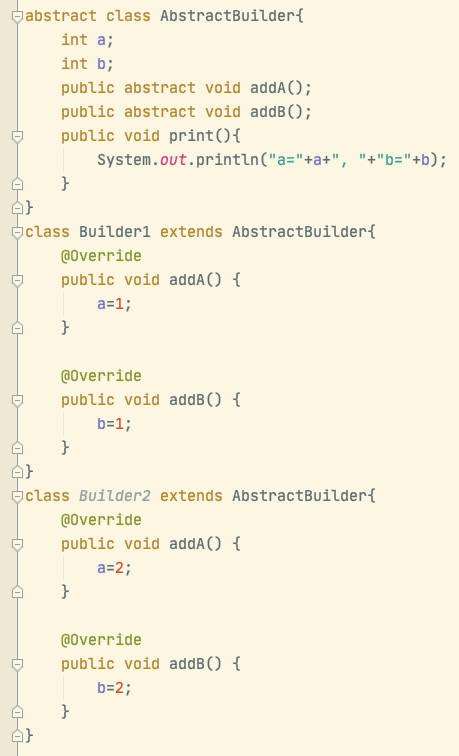 abstract class AbstractBuilder{
    int a;
    int b;
    public abstract void addA();
    public abstract void addB();
    public void print(){
        System.out.println("a="+a+", "+"b="+b);
    }
}
class Builder1 extends AbstractBuilder{
    @Override
    public void addA() {
        a=1;
    }

    @Override
    public void addB() {
        b=1;
    }
}
class Builder2 extends AbstractBuilder{
    @Override
    public void addA() {
        a=2;
    }

    @Override
    public void addB() {
        b=2;
    }
}